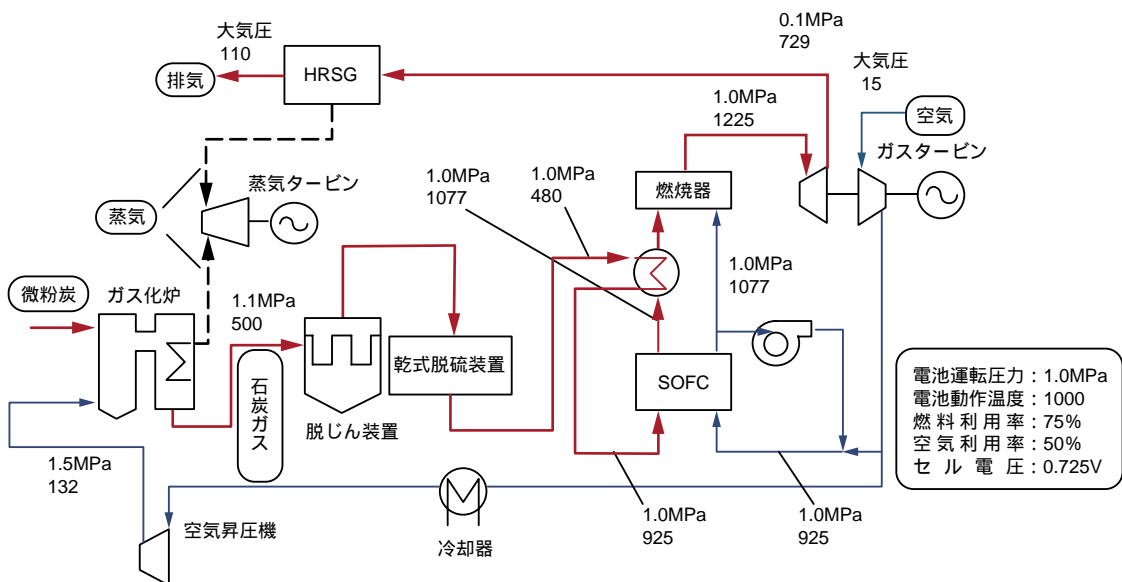 大気圧
110
排気
HRSG
0.1MPa
729
大気圧
15
空気
ガスタービン
1.0MPa
1225
燃焼器
1.0MPa
1077
1.0MPa
480
蒸気タービン
蒸気
微粉炭
ガス化炉
1.1MPa
500
石炭ガス
脱じん装置
乾式脱硫装置
1.0MPa
1077
SOFC
電池運転圧力：1.0MPa
電池動作温度：1000
燃料利用率：75%
空気利用率：50%
セル電圧：0.725V
1.5MPa
132
空気昇圧機
冷却器
1.0MPa
925
1.0MPa
925